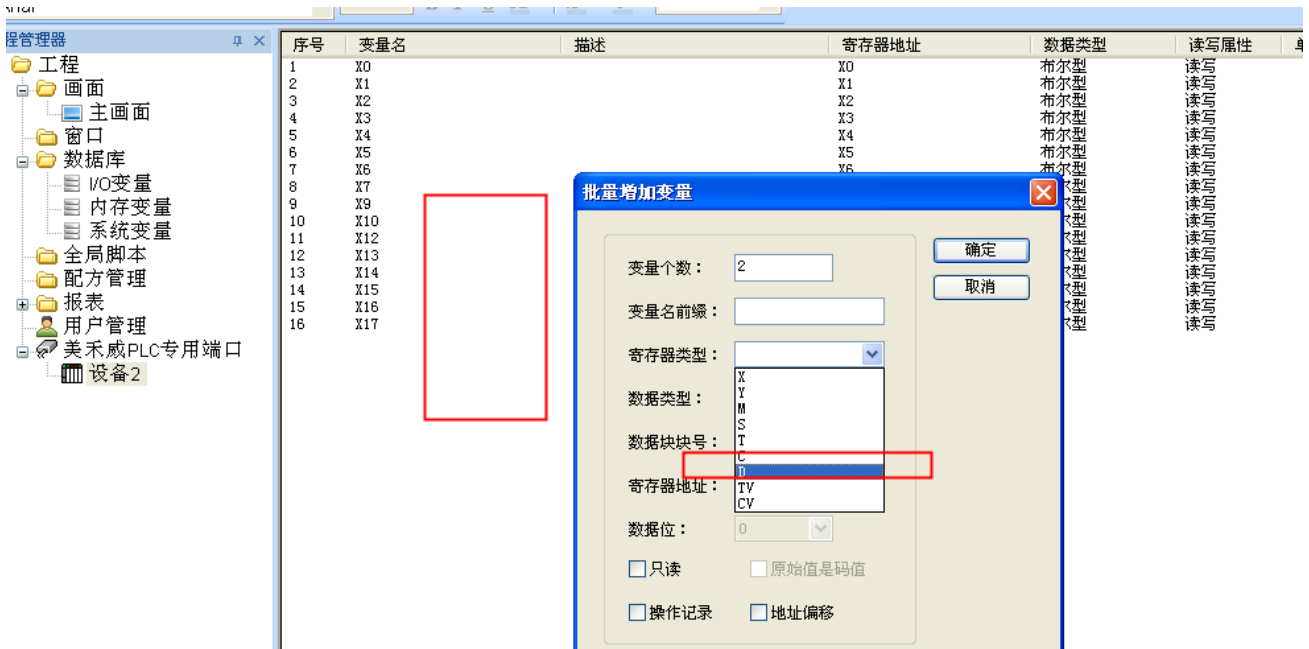 程管理器
工程
画面
主画面
窗口
数据库
I/O变量
内存变量
系统变量
全局脚本
配方管理
报表
用户管理
美禾威PLC专用端口
设备2
序号 变量名 描述 寄存器地址 数据类型 读写属性
1 X0 X0 布尔型 读写
2 X1 X1 布尔型 读写
3 X2 X2 布尔型 读写
4 X3 X3 布尔型 读写
5 X4 X4 布尔型 读写
6 X5 X5 布尔型 读写
7 X6 X6 布尔型 读写
8 X7 尔型 读写
9 X9 尔型 读写
10 X10 尔型 读写
11 X12 尔型 读写
12 X13 尔型 读写
13 X14 尔型 读写
14 X15 尔型 读写
15 X16 尔型 读写
16 X17 尔型 读写
批量增加变量
变量个数： 2
确定
取消
变量名前缀：
寄存器类型：
X
Y
M
S
T
C
D
TV
CV
数据类型：
数据块块号：
寄存器地址：
数据位： 0
只读 原始值是码值
操作记录 地址偏移